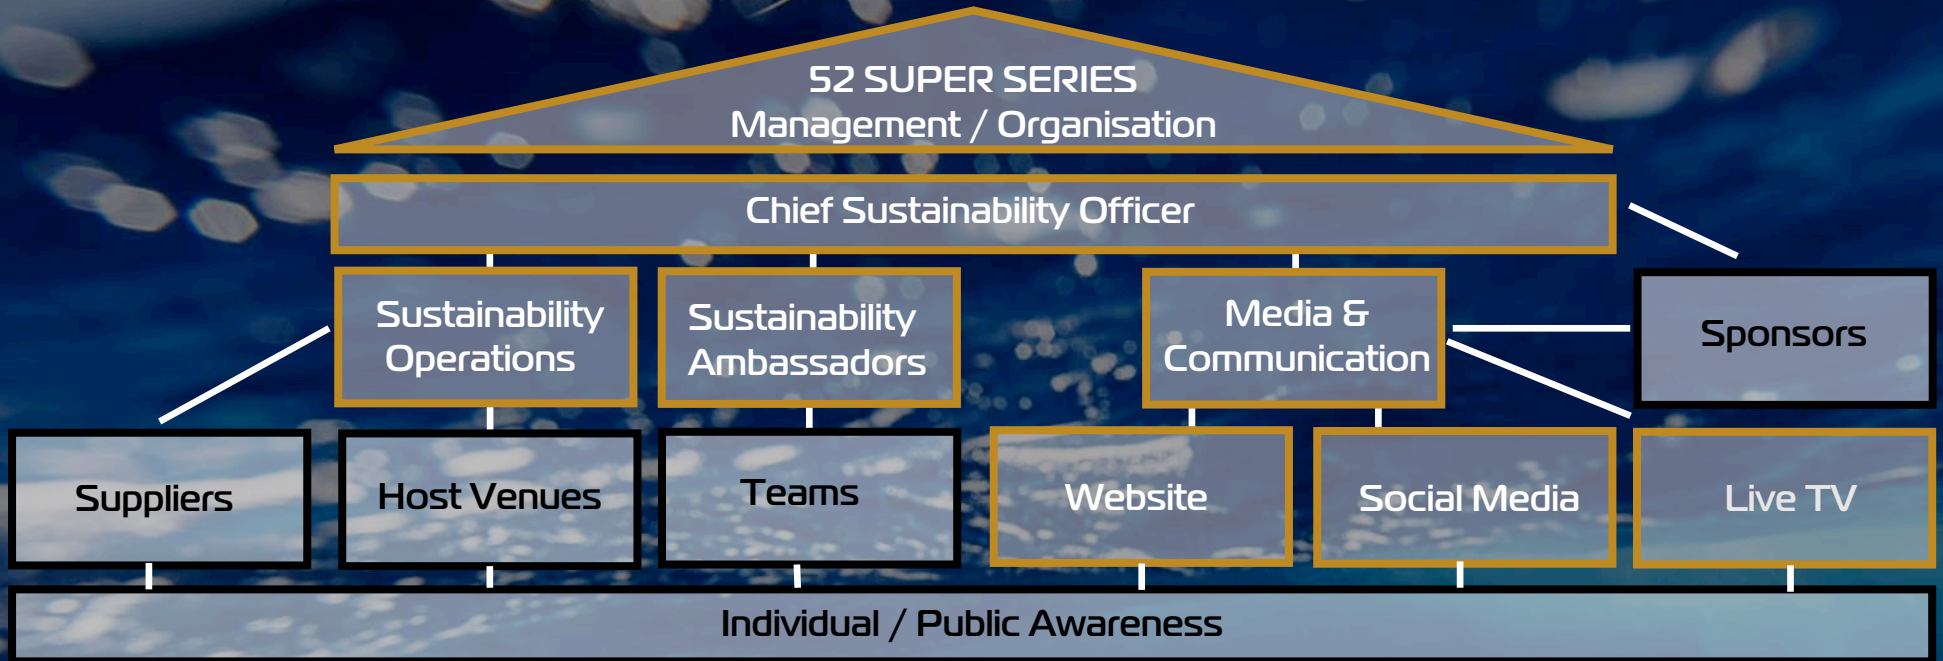 52 SUPER SERIES
Management / Organisation
Chief Sustainability Officer
Sustainability
Operations
Sustainability
Ambassadors
Media &
Communication
Sponsors
Suppliers
Host Venues
Teams
Website
Social Media
Live TV
Individual / Public Awareness